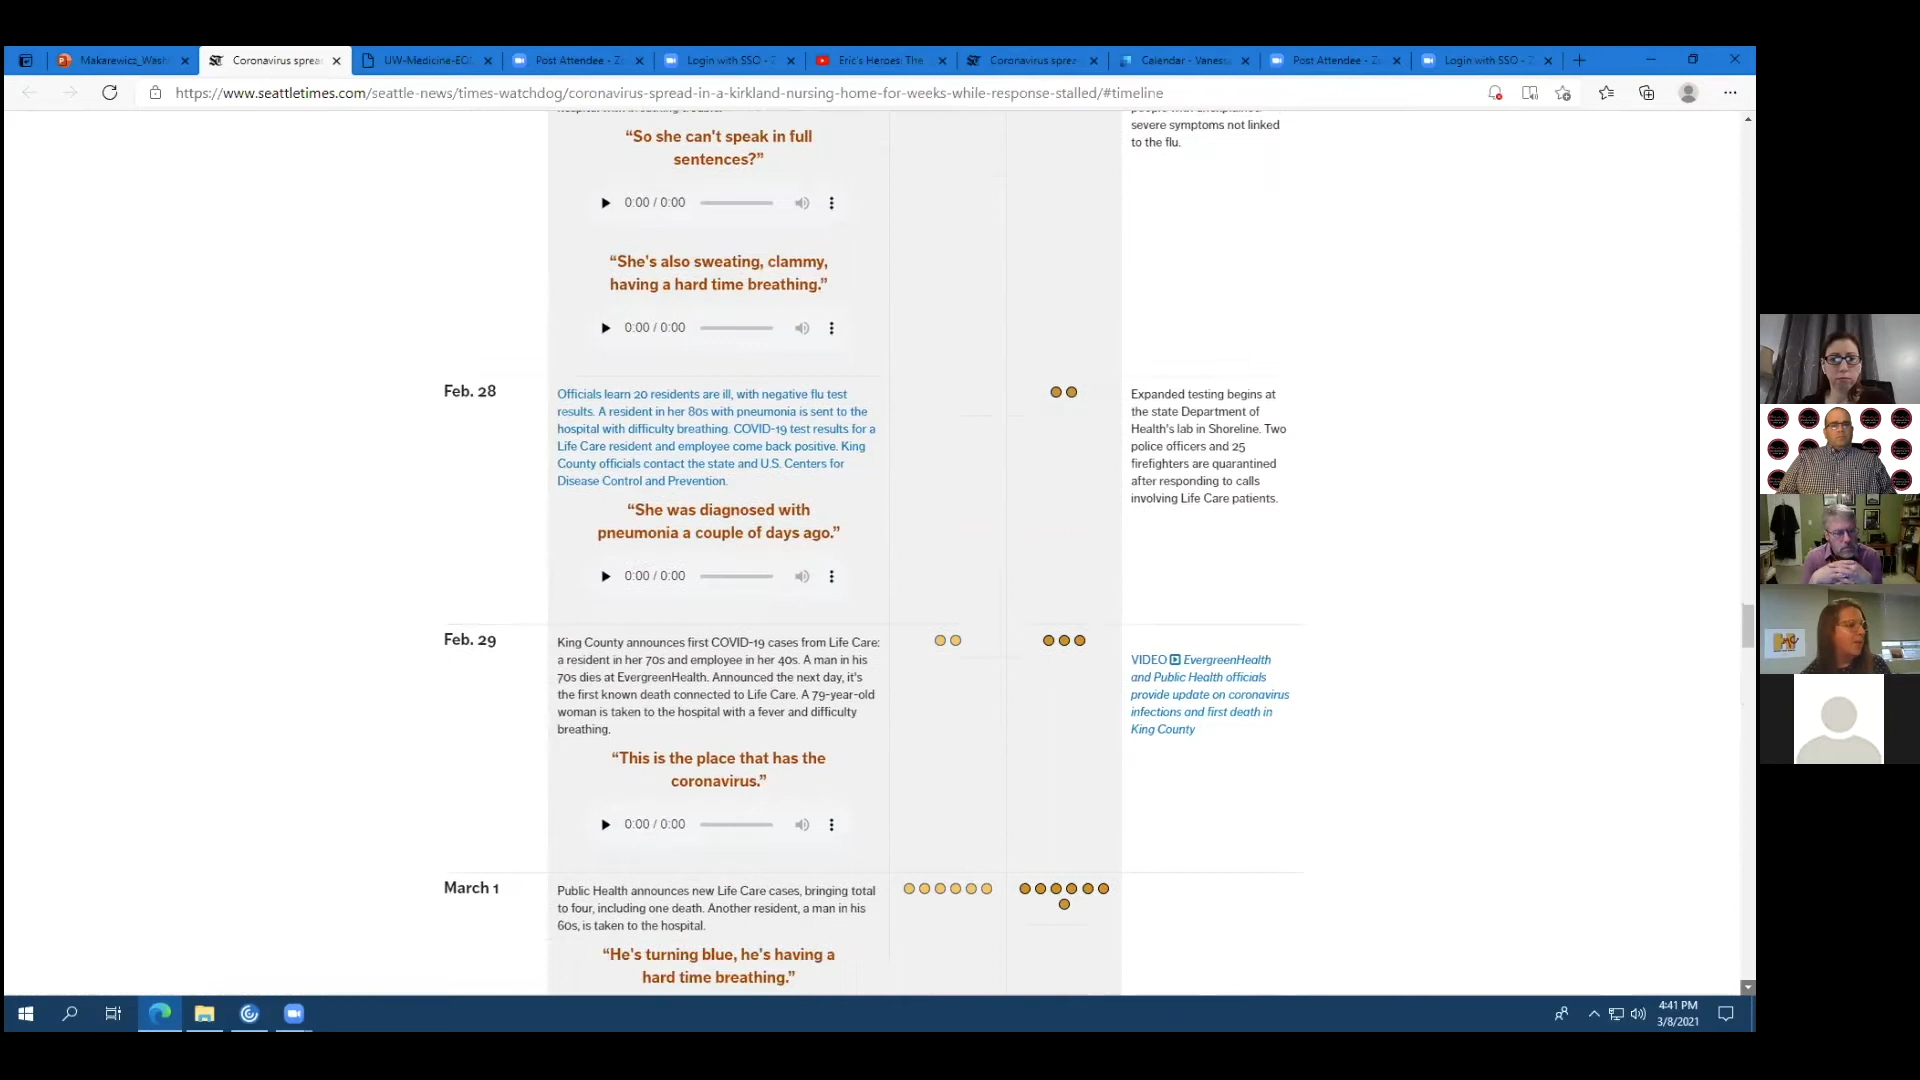 Makarewicz_Wash
Coronavirus sprea
UW-Medicine-EO
Post Attendee - Z
Login with SSO - Z
Eric's Heroes: The
Coronavirus sprea
Calendar - Vaness
Post Attendee - Z
Login with SSO - Z
https://www.seattletimes.com/seattle-news/times-watchdog/coronavirus-spread-in-a-kirkland-nursing-home-for-weeks-while-response-stalled/#timeline
severe symptoms not linked
to the flu.
“So she can’t speak in full
sentences?”
0:00 / 0:00
“She’s also sweating, clammy,
having a hard time breathing.”
0:00 / 0:00
Feb. 28
Officials learn 20 residents are ill, with negative flu test
results. A resident in her 80s with pneumonia is sent to the
hospital with difficulty breathing. COVID-19 test results for a
Life Care resident and employee come back positive. King
County officials contact the state and U.S. Centers for
Disease Control and Prevention.
“She was diagnosed with
pneumonia a couple of days ago.”
0:00 / 0:00
Expanded testing begins at
the state Department of
Health’s lab in Shoreline. Two
police officers and 25
firefighters are quarantined
after responding to calls
involving Life Care patients.
Feb. 29
King County announces first COVID-19 cases from Life Care:
a resident in her 70s and employee in her 40s. A man in his
70s dies at EvergreenHealth. Announced the next day, it’s
the first known death connected to Life Care. A 79-year-old
woman is taken to the hospital with a fever and difficulty
breathing.
“This is the place that has the
coronavirus.”
0:00 / 0:00
VIDEO EvergreenHealth
and Public Health officials
provide update on coronavirus
infections and first death in
King County
March 1
Public Health announces new Life Care cases, bringing total
to four, including one death. Another resident, a man in his
60s, is taken to the hospital.
“He’s turning blue, he’s having a
hard time breathing.”
4:41 PM
3/8/2021